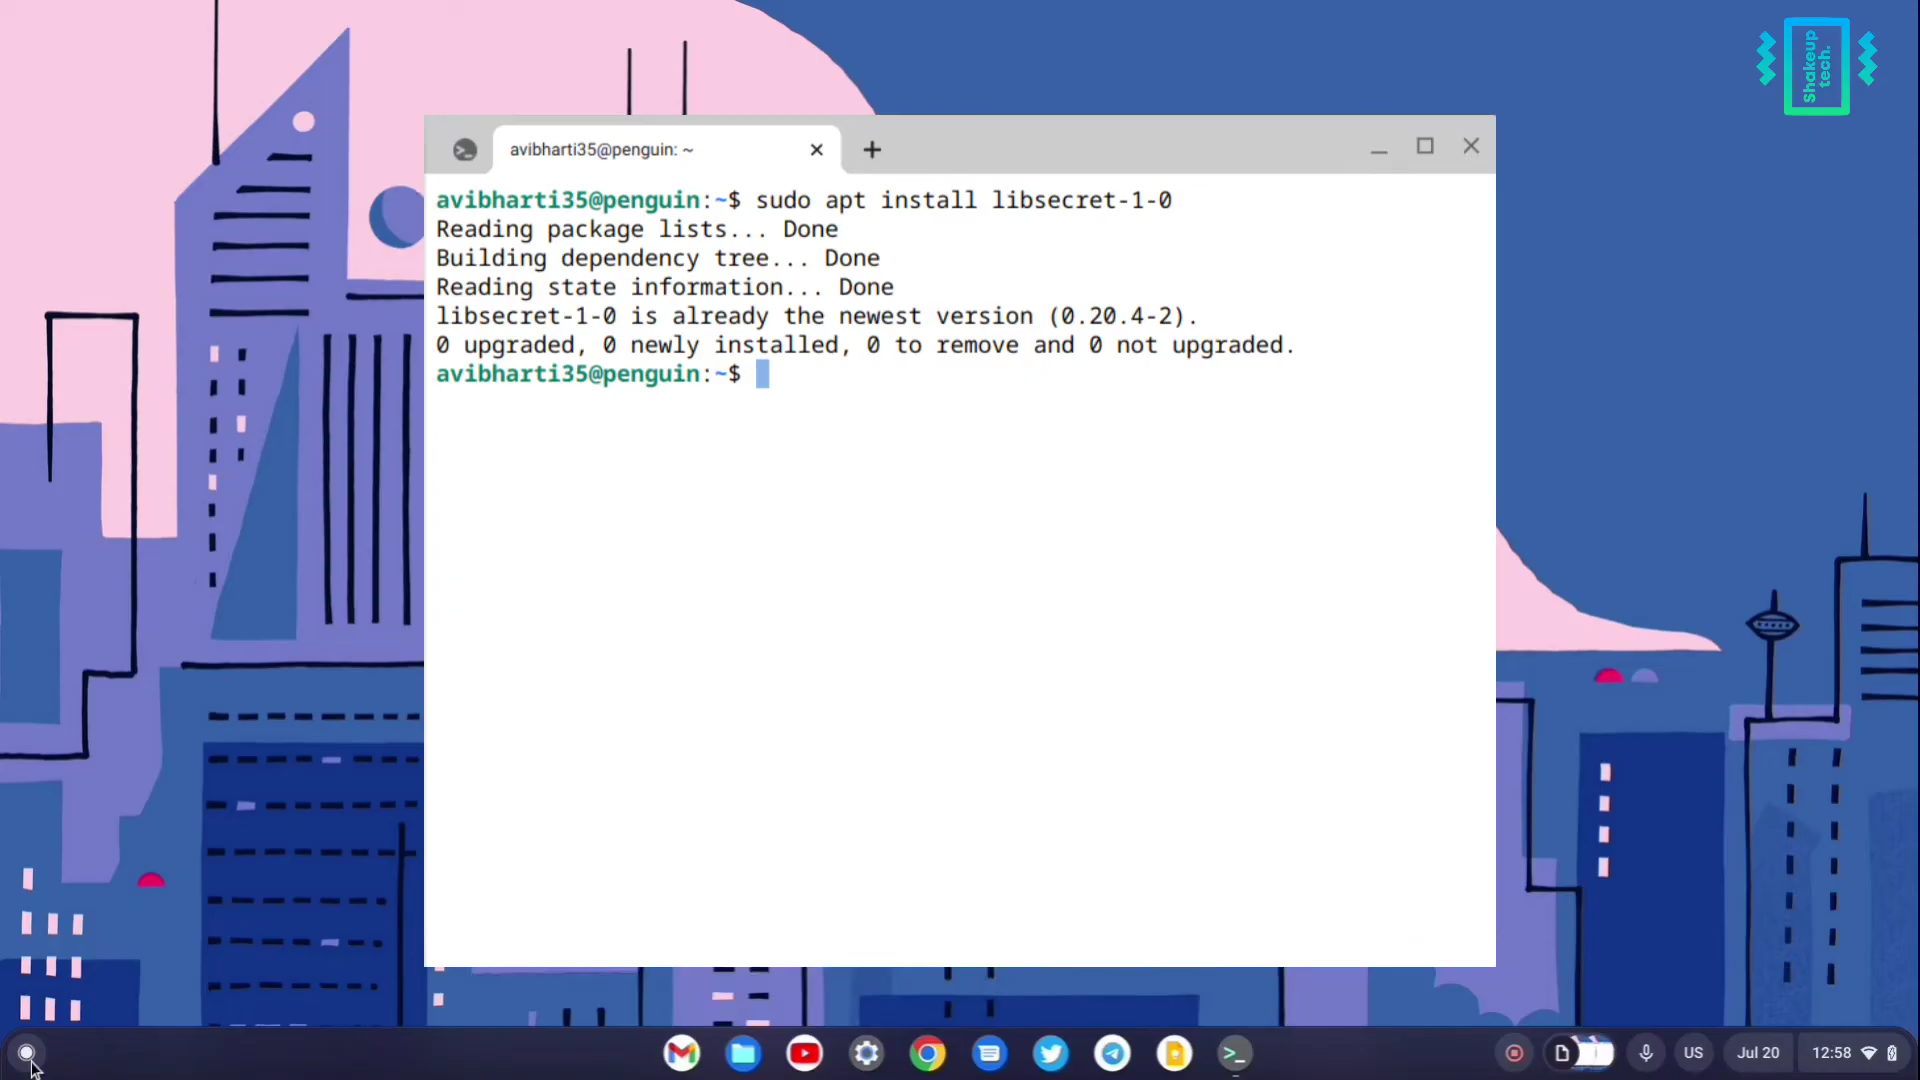 Shakeup
tech.
avibharti35@penguin: ~
avibharti35@penguin:~$ sudo apt install libsecret-1-0
Reading package lists... Done
Building dependency tree... Done
Reading state information... Done
libsecret-1-0 is already the newest version (0.20.4-2).
0 upgraded, 0 newly installed, 0 to remove and 0 not upgraded.
avibharti35@penguin:~$
US
Jul 20
12:58